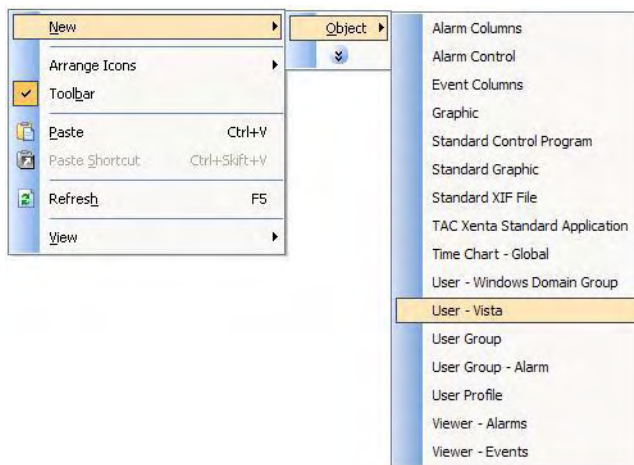 New
Arrange Icons
Toolbar
Paste Ctrl+V
Paste Shortcut Ctrl+Skift+V
Refresh F5
View
Object
Alarm Columns
Alarm Control
Event Columns
Graphic
Standard Control Program
Standard Graphic
Standard XIF File
TAC Xenta Standard Application
Time Chart - Global
User - Windows Domain Group
User - Vista
User Group
User Group - Alarm
User Profile
Viewer - Alarms
Viewer - Events